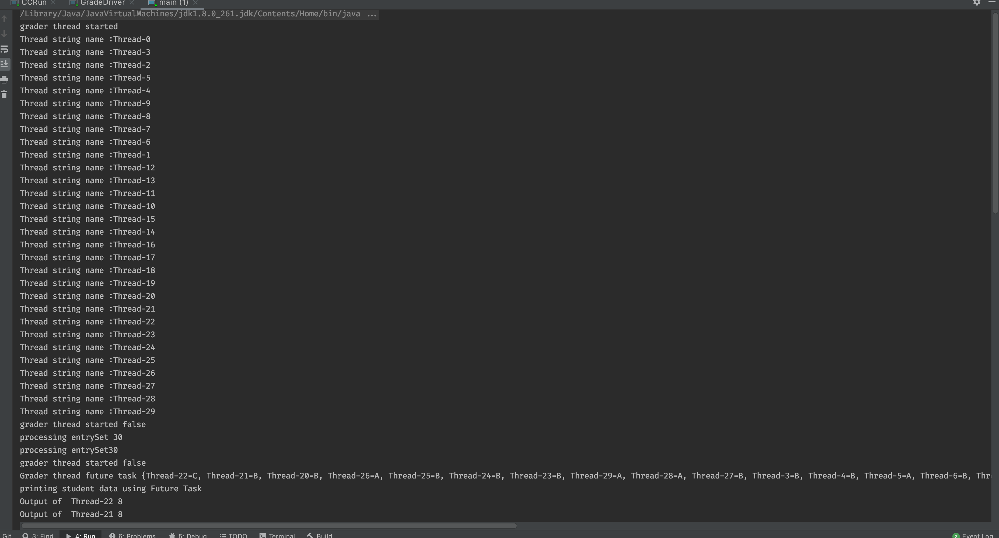 CCRun GradeDriver main (1)
/Library/Java/JavaVirtualMachines/jdk1.8.0_261.jdk/Contents/Home/bin/java ...
grader thread started
Thread string name :Thread-0
Thread string name :Thread-3
Thread string name :Thread-2
Thread string name :Thread-5
Thread string name :Thread-4
Thread string name :Thread-9
Thread string name :Thread-8
Thread string name :Thread-7
Thread string name :Thread-6
Thread string name :Thread-1
Thread string name :Thread-12
Thread string name :Thread-13
Thread string name :Thread-11
Thread string name :Thread-10
Thread string name :Thread-15
Thread string name :Thread-14
Thread string name :Thread-16
Thread string name :Thread-17
Thread string name :Thread-18
Thread string name :Thread-19
Thread string name :Thread-20
Thread string name :Thread-21
Thread string name :Thread-22
Thread string name :Thread-23
Thread string name :Thread-24
Thread string name :Thread-25
Thread string name :Thread-26
Thread string name :Thread-27
Thread string name :Thread-28
Thread string name :Thread-29
grader thread started false
processing entrySet 30
processing entrySet30
grader thread started false
Grader thread future task {Thread-22=C, Thread-21=B, Thread-20=B, Thread-26=A, Thread-25=B, Thread-24=B, Thread-23=B, Thread-29=A, Thread-28=A, Thread-27=B, Thread-3=B, Thread-4=B, Thread-5=A, Thread-6=B, Thr
printing student data using Future Task
Output of  Thread-22 8
Output of  Thread-21 8
Git 3: Find 4: Run 6: Problems 5: Debug TODO Terminal Build 2 Event Log